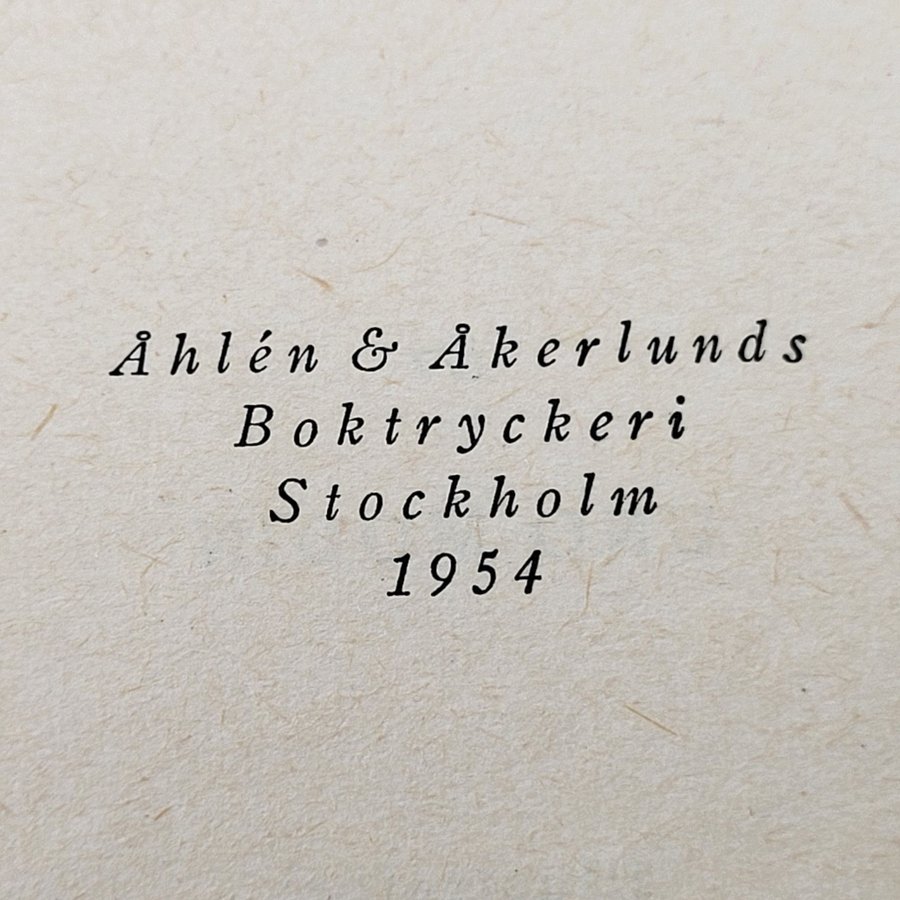 Åhlén & Åkerlunds
Boktryckeri
Stockholm
1954